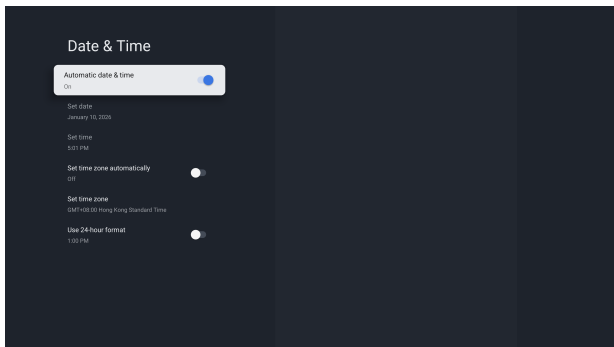 Date & Time
Automatic date & time
On
Set date
January 10, 2026
Set time
5:01 PM
Set time zone automatically
Off
Set time zone
GMT+08:00 Hong Kong Standard Time
Use 24-hour format
1:00 PM